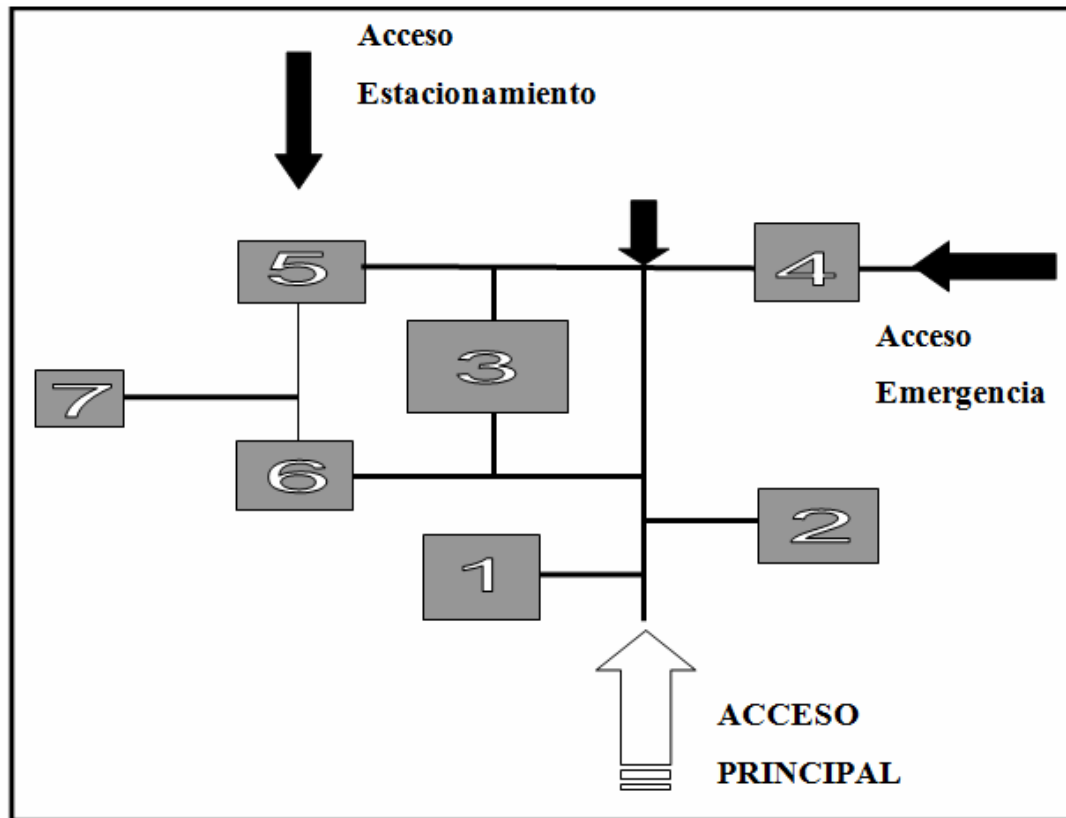 Acceso
Estacionamiento
5
4
3
Acceso
Emergencia
7
6
2
1
ACCESO
PRINCIPAL